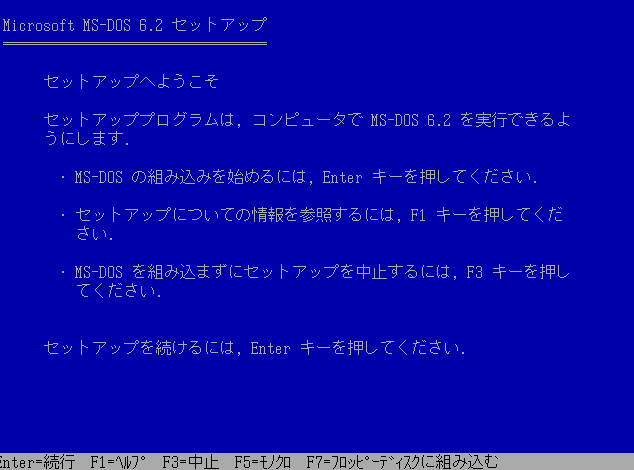 Microsoft MS-DOS 6.2 セットアップ
セットアップへようこそ
セットアッププログラムは, コンピュータで MS-DOS 6.2 を実行できるよ
うにします.
・ MS-DOS の組み込みを始めるには, Enter キーを押してください.
・ セットアップについての情報を参照するには, F1 キーを押してくだ
さい.
・ MS-DOS を組み込まずにセットアップを中止するには, F3 キーを押し
てください.
セットアップを続けるには, Enter キーを押してください.
Enter=続行 F1=ﾍﾙﾌﾟ F3=中止 F5=ﾓﾉｸﾛ F7=ﾌﾛｯﾋﾟｰﾃﾞｨｽｸに組み込む